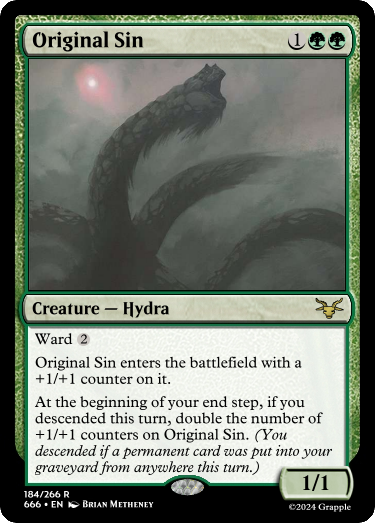 Original Sin 1
Creature — Hydra
Ward 2
Original Sin enters the battlefield with a
+1/+1 counter on it.
At the beginning of your end step, if you
descended this turn, double the number of
+1/+1 counters on Original Sin. (You
descended if a permanent card was put into your
graveyard from anywhere this turn.)
1/1
184/266 R
666 • EN Brian Metheney
©2024 Grapple